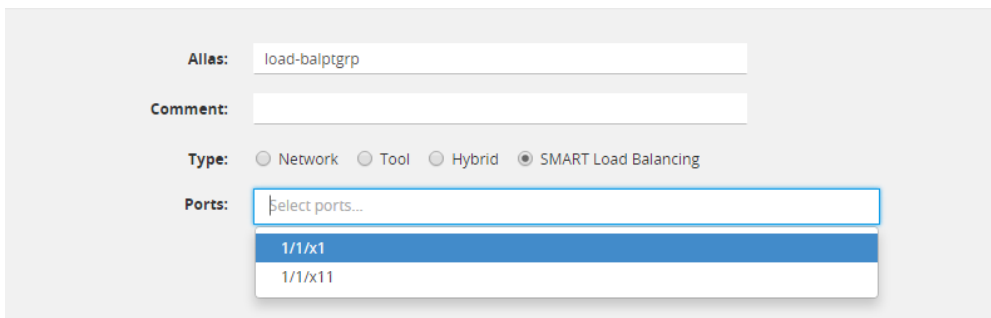 Alias: load-balptgrp
Comment:
Type: Network Tool Hybrid SMART Load Balancing
Ports: Select ports...
1/1/x1
1/1/x11